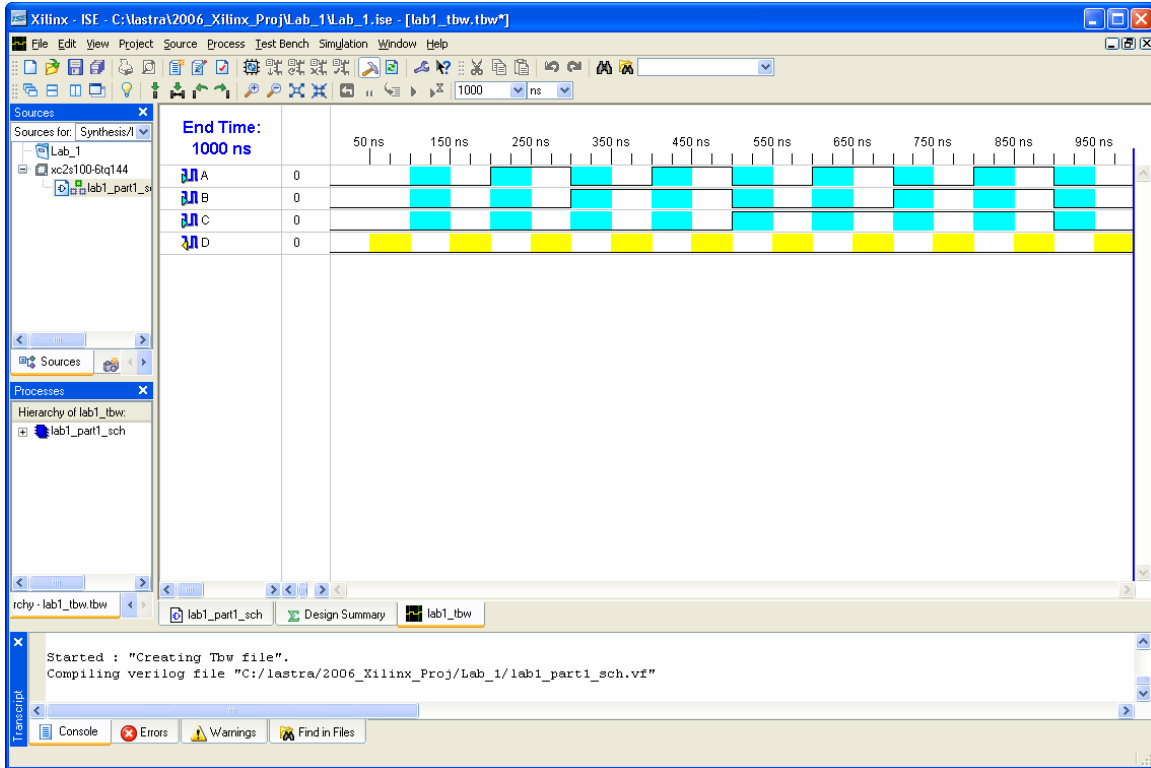 Xilinx - ISE - C:\lastra\2006_Xilinx_Proj\Lab_1\Lab_1.ise - [lab1_tbw.tbw*]
File Edit View Project Source Process Test Bench Simulation Window Help
1000 ns
Sources
Sources for: Synthesis/I
Lab_1
xc2s100-6tq144
lab1_part1_s
Sources
Processes
Hierarchy of lab1_tbw:
lab1_part1_sch
rchy - lab1_tbw.tbw
End Time:
1000 ns
50 ns 150 ns 250 ns 350 ns 450 ns 550 ns 650 ns 750 ns 850 ns 950 ns
A 0
B 0
C 0
D 0
lab1_part1_sch Design Summary lab1_tbw
Started : "Creating Tbw file".
Compiling verilog file "C:/lastra/2006_Xilinx_Proj/Lab_1/lab1_part1_sch.vf"
Transcript
Console Errors Warnings Find in Files